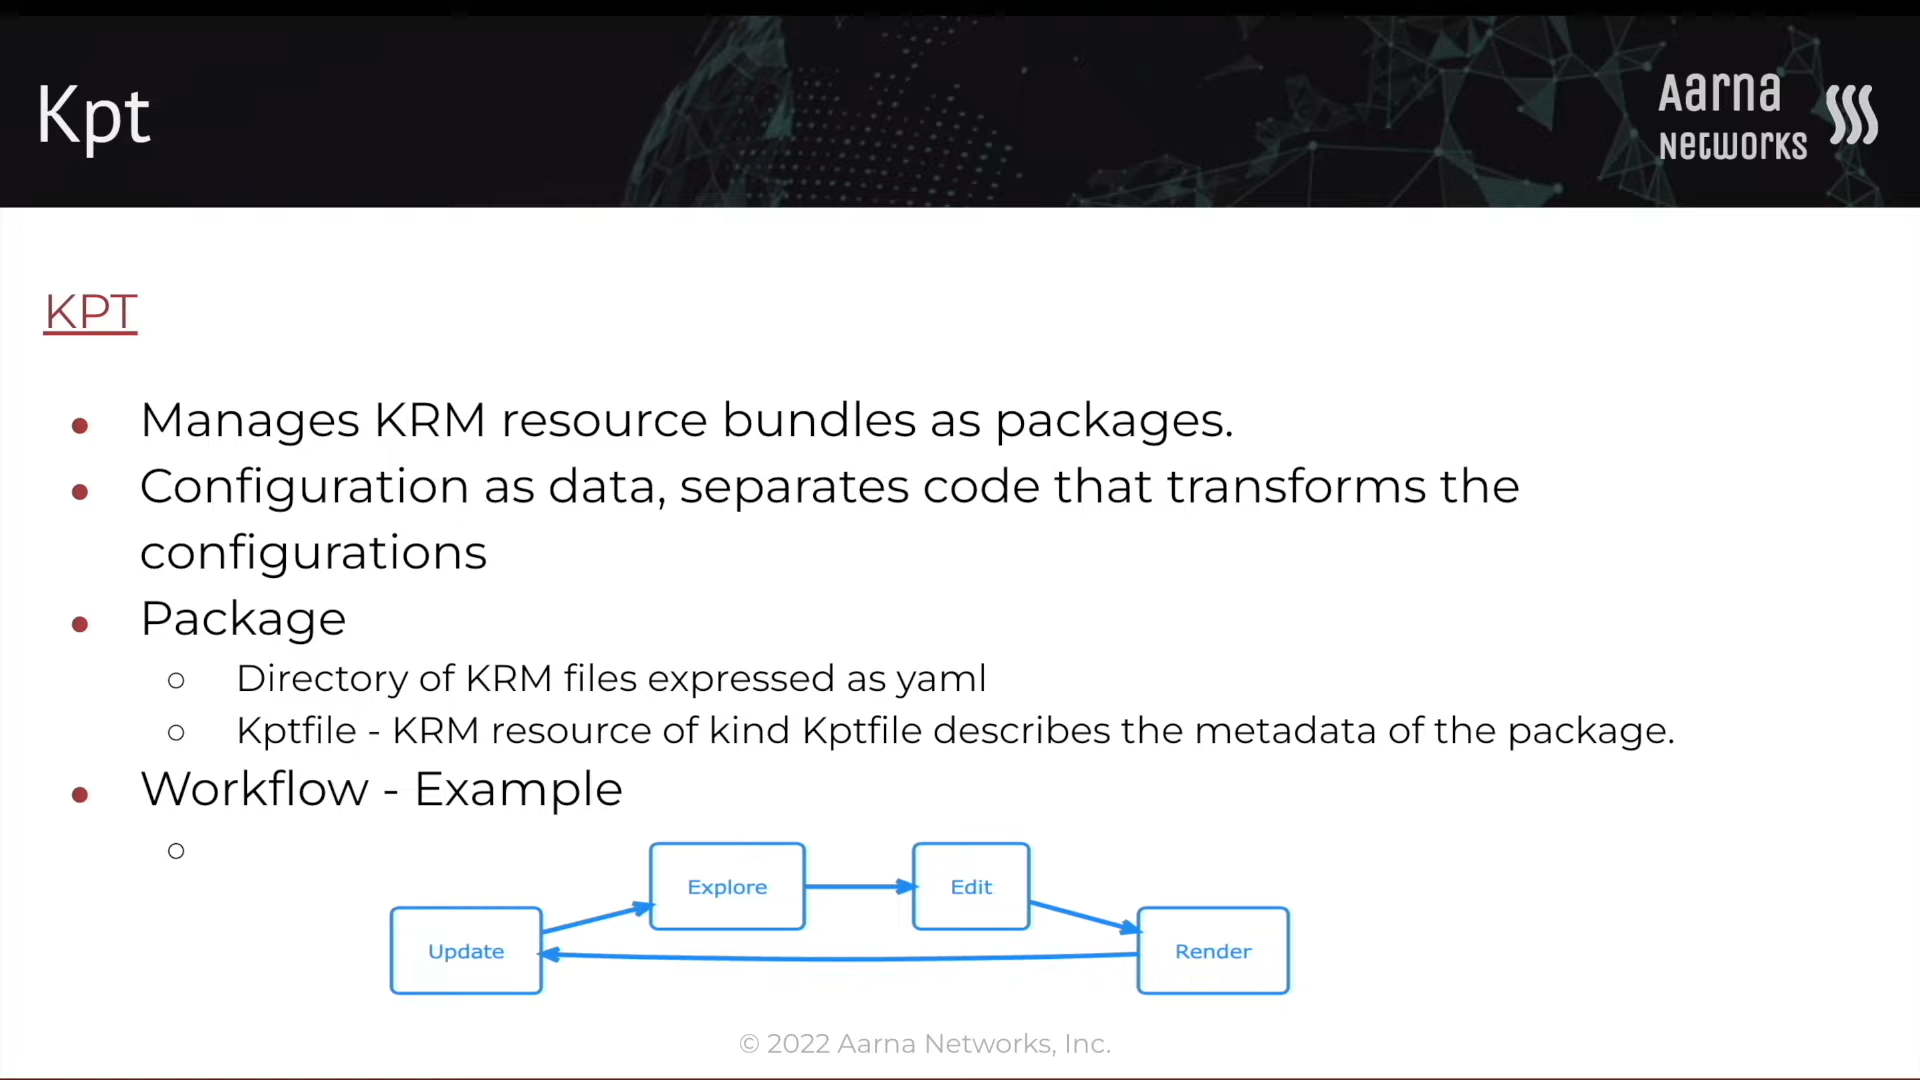 Kpt
Aarna
Networks
KPT
Manages KRM resource bundles as packages.
Configuration as data, separates code that transforms the
configurations
Package
Directory of KRM files expressed as yaml
Kptfile - KRM resource of kind Kptfile describes the metadata of the package.
Workflow - Example
Explore
Edit
Update
Render
© 2022 Aarna Networks, Inc.